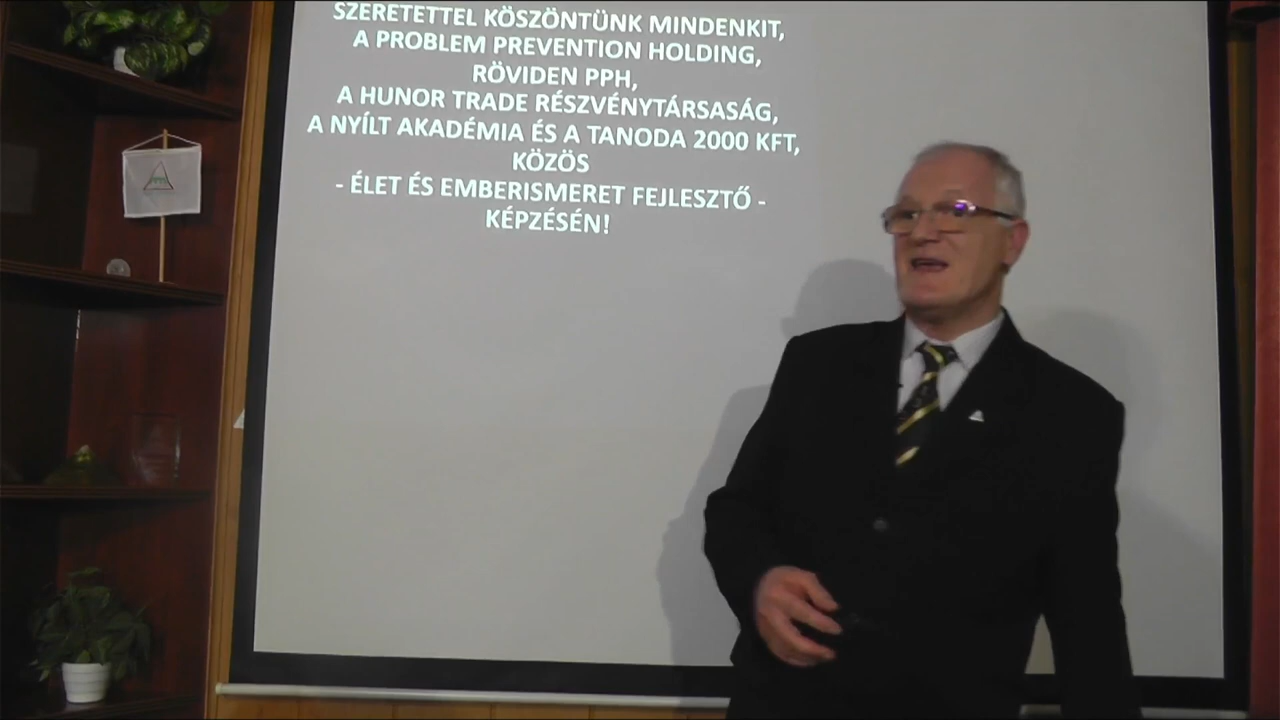 SZERETETTEL KÖSZÖNTÜNK MINDENKIT,
A PROBLEM PREVENTION HOLDING,
RÖVIDEN PPH,
A HUNOR TRADE RÉSZVÉNYTÁRSASÁG,
A NYÍLT AKADÉMIA ÉS A TANODA 2000 KFT,
KÖZÖS
- ÉLET ÉS EMBERISMERET FEJLESZTŐ -
KÉPZÉSÉN!